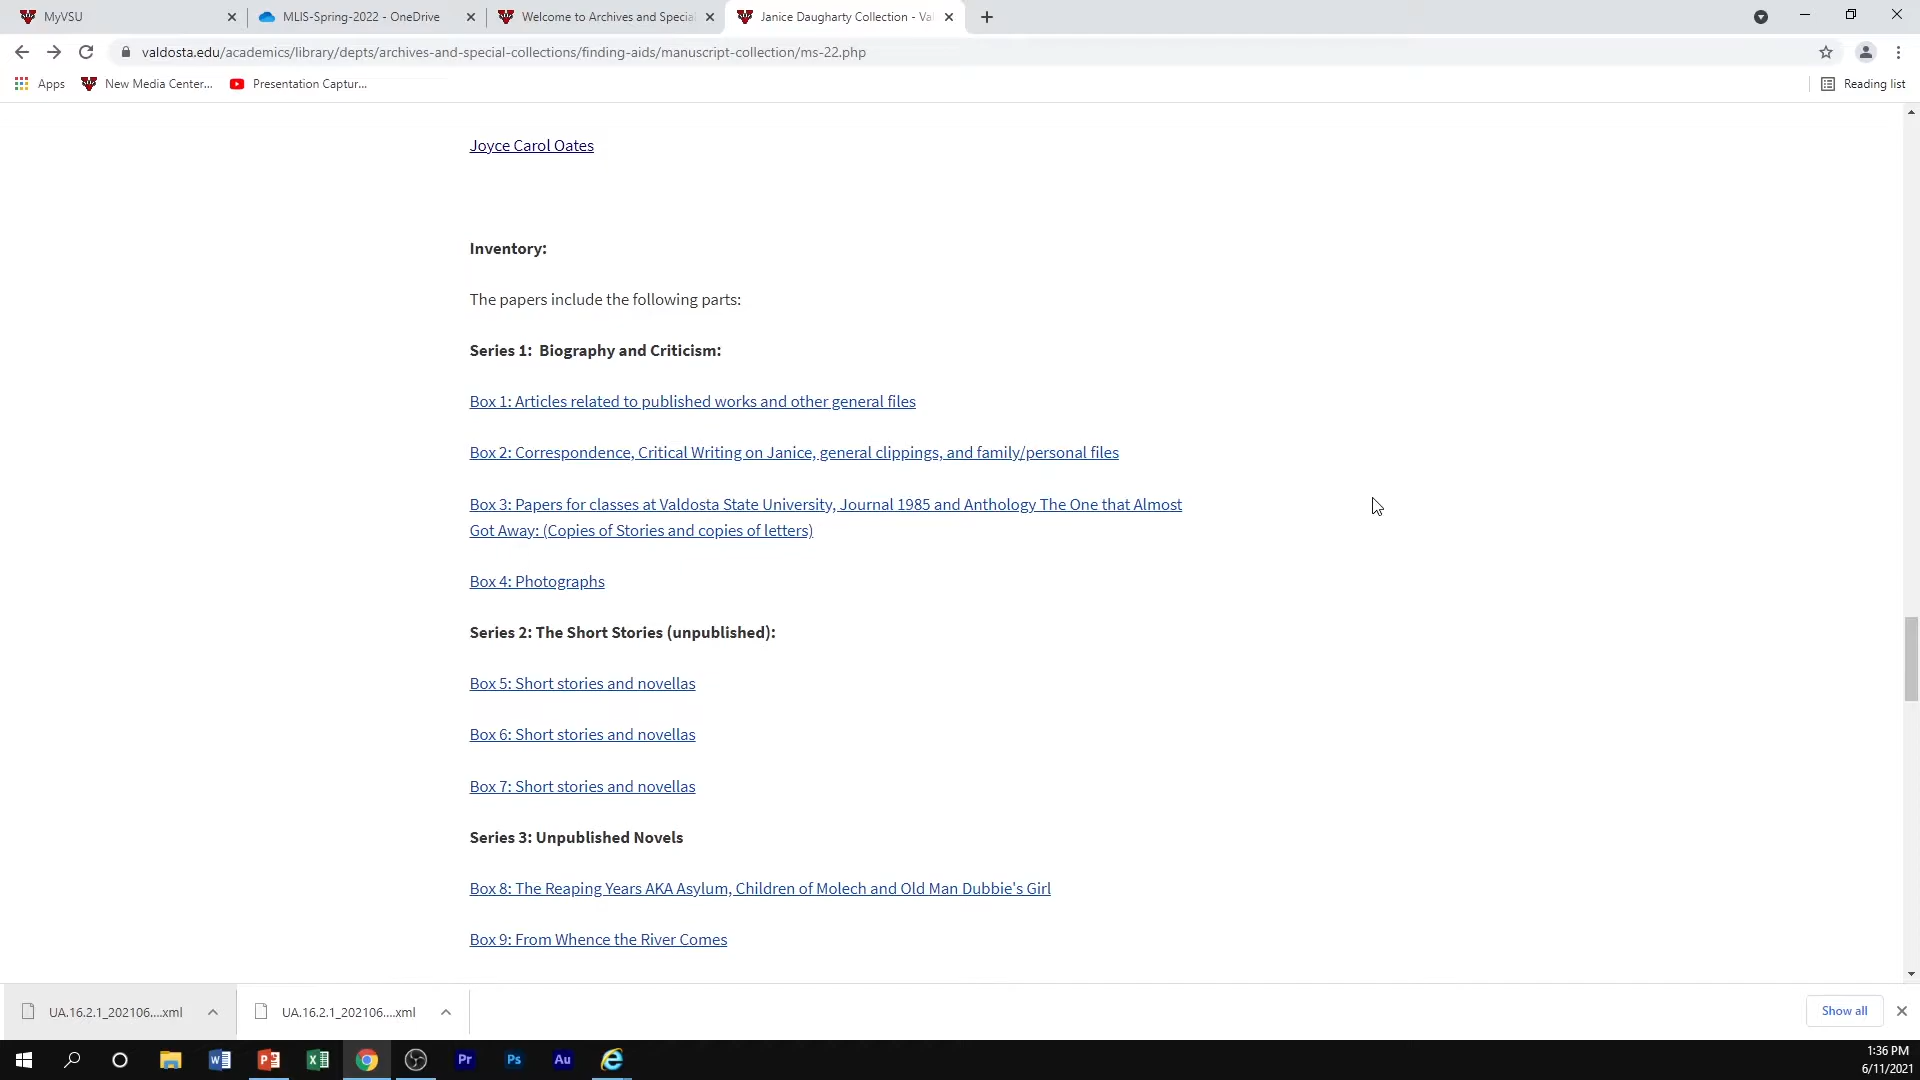 MyVSU
MLIS-Spring-2022 - OneDrive
Welcome to Archives and Special
Janice Daugharty Collection - Va
valdosta.edu/academics/library/depts/archives-and-special-collections/finding-aids/manuscript-collection/ms-22.php
Apps
New Media Center...
Presentation Captur...
Reading list
Joyce Carol Oates
Inventory:
The papers include the following parts:
Series 1: Biography and Criticism:
Box 1: Articles related to published works and other general files
Box 2: Correspondence, Critical Writing on Janice, general clippings, and family/personal files
Box 3: Papers for classes at Valdosta State University, Journal 1985 and Anthology The One that Almost
Got Away: (Copies of Stories and copies of letters)
Box 4: Photographs
Series 2: The Short Stories (unpublished):
Box 5: Short stories and novellas
Box 6: Short stories and novellas
Box 7: Short stories and novellas
Series 3: Unpublished Novels
Box 8: The Reaping Years AKA Asylum, Children of Molech and Old Man Dubbie's Girl
Box 9: From Whence the River Comes
UA.16.2.1_202106....xml
UA.16.2.1_202106....xml
Show all
Pr
Ps
Au
1:36 PM
6/11/2021